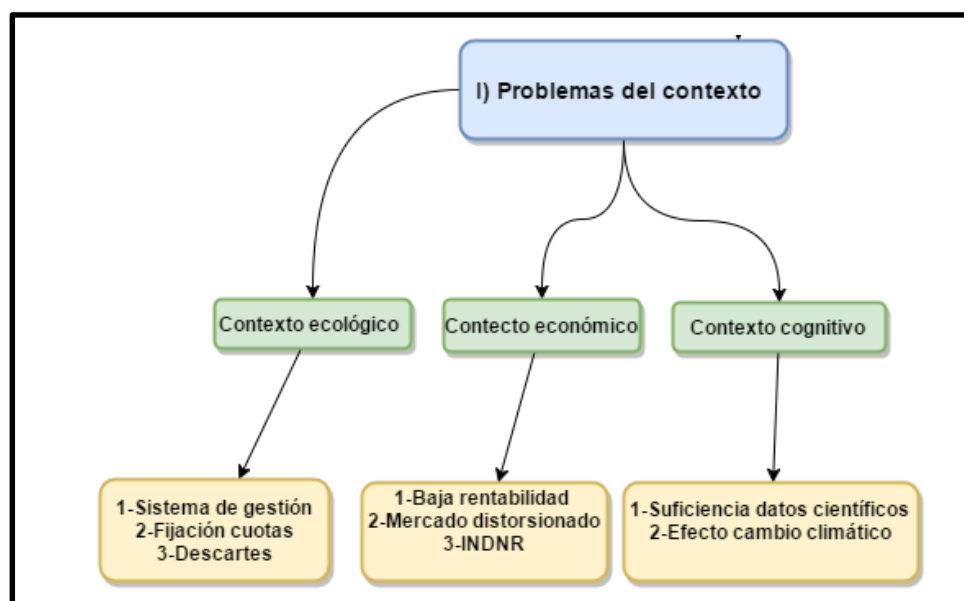 I) Problemas del contexto
Contexto ecológico
Contecto económico
Contexto cognitivo
1-Sistema de gestión
2-Fijación cuotas
3-Descartes
1-Baja rentabilidad
2-Mercado distorsionado
3-INDNR
1-Suficiencia datos científicos
2-Efecto cambio climático